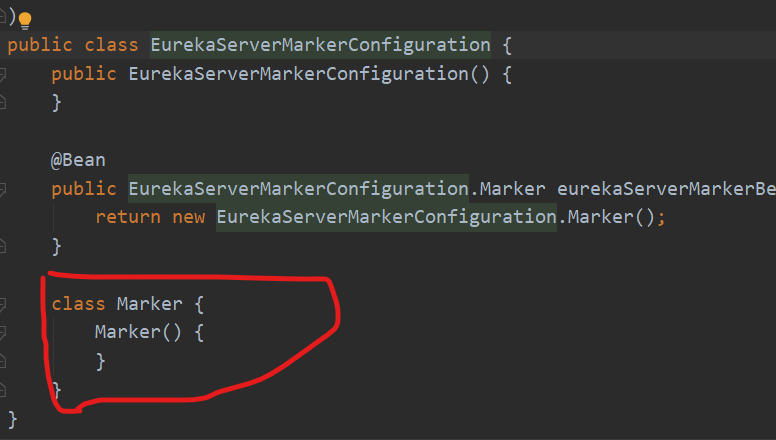 )
public class EurekaServerMarkerConfiguration {
public EurekaServerMarkerConfiguration() {
}
@Bean
public EurekaServerMarkerConfiguration.Marker eurekaServerMarkerBe
return new EurekaServerMarkerConfiguration.Marker();
}
class Marker {
Marker() {
}
}
}